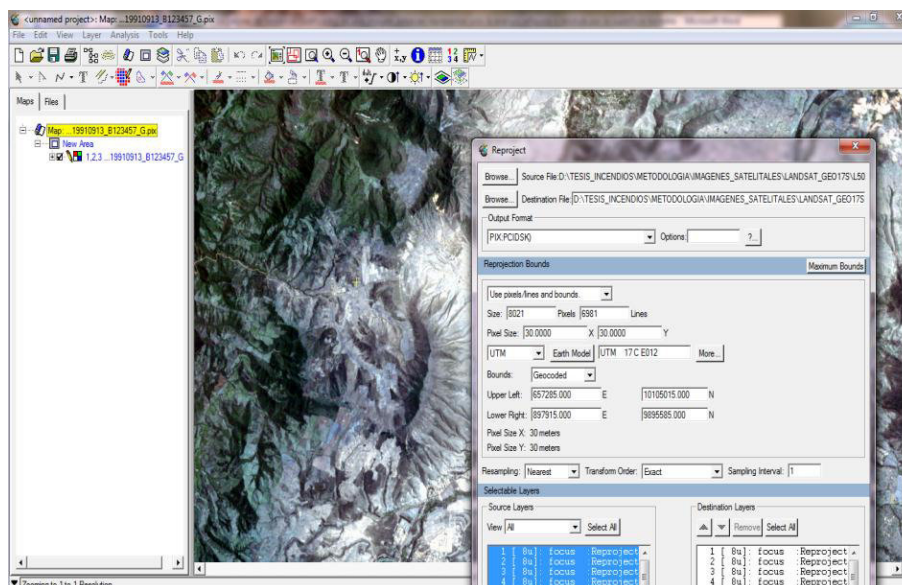 <unnamed project>: Map: ...19910913_B123457_G.pix
File Edit View Layer Analysis Tools Help
Maps Files
Map: ...19910913_B123457_G.pix
New Area
1,2,3 ...19910913_B123457_G
Reproject
Browse... Source File:D:\TESIS_INCENDIOS\METODOLOGIA\IMAGENES_SATELITALES\LANDSAT_GEO17S\L50
Browse... Destination File: D:\TESIS_INCENDIOS\METODOLOGIA\IMAGENES_SATELITALES\LANDSAT_GEO17S
Output Format
PIX:PCIDSK) Options: ?...
Reprojection Bounds Maximum Bounds
Use pixels/lines and bounds.
Size: 8021 Pixels 6981 Lines
Pixel Size: 30.0000 X 30.0000 Y
UTM Earth Model UTM 17 C E012 More...
Bounds: Geocoded
Upper Left: 657285.000 E 10105015.000 N
Lower Right: 897915.000 E 9895585.000 N
Pixel Size X: 30 meters
Pixel Size Y: 30 meters
Resampling: Nearest Transform Order: Exact Sampling Interval: 1
Selectable Layers
Source Layers Destination Layers
View All Select All Remove Select All
1 [ 8u]: focus :Reproject 1 [ 8u]: focus :Reproject
2 [ 8u]: focus :Reproject 2 [ 8u]: focus :Reproject
3 [ 8u]: focus :Reproject 3 [ 8u]: focus :Reproject
4 [ 8u]: focus :Reproject 4 [ 8u]: focus :Reproject
Zooming to 1 to 1 Resolution